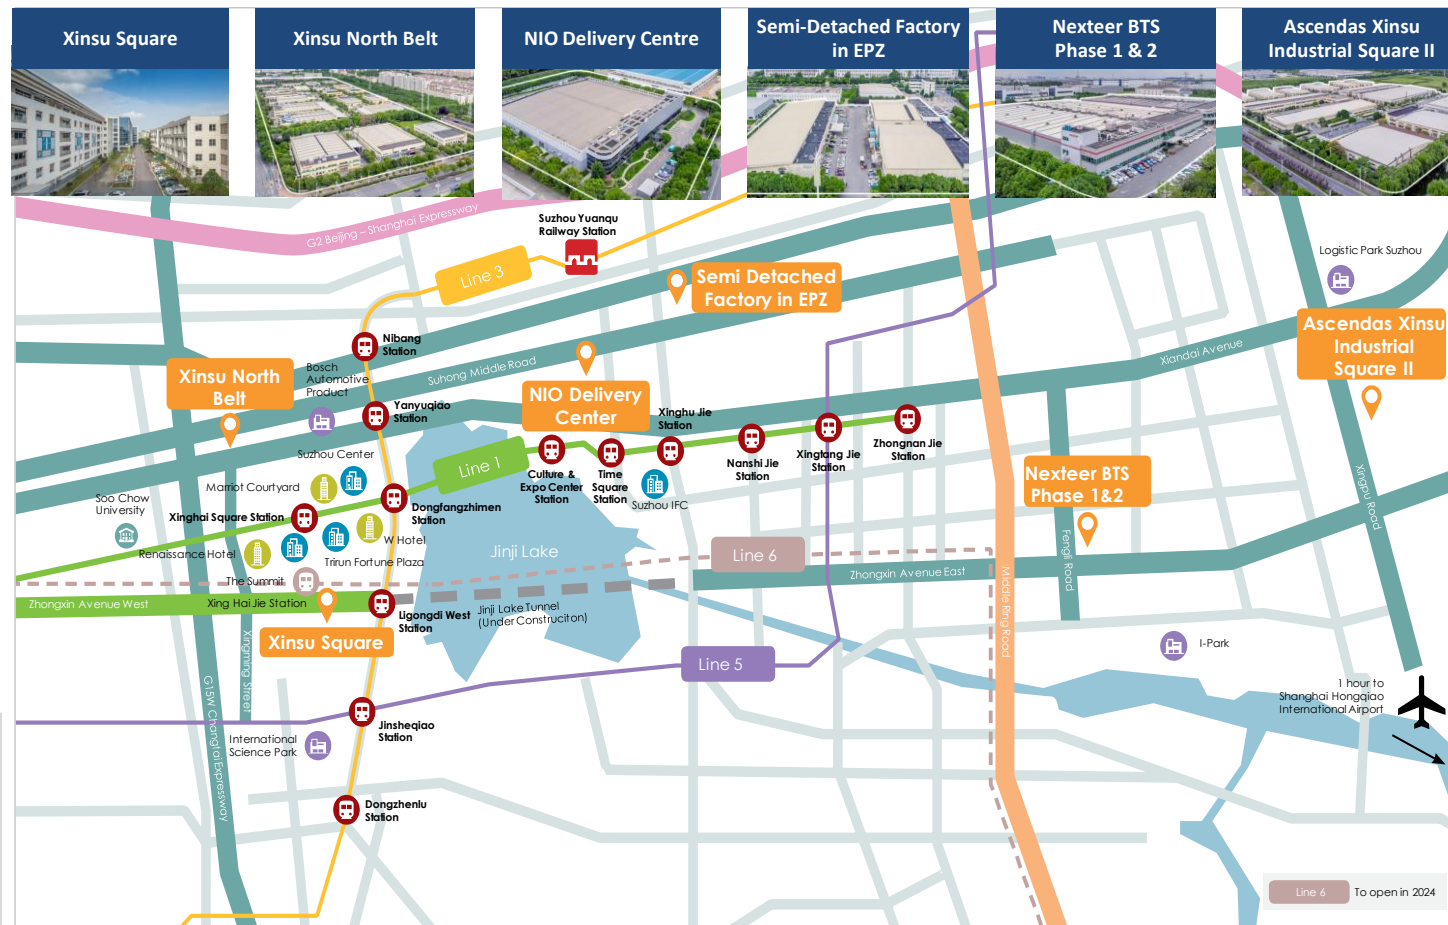 Xinsu Square
Xinsu North Belt
NIO Delivery Centre
Semi-Detached Factory
in EPZ
Nexteer BTS
Phase 1 & 2
Ascendas Xinsu
Industrial Square II
G2 Beijing – Shanghai Expressway
Suzhou Yuanqu
Railway Station
Line 3
Logistic Park Suzhou
Semi Detached
Factory in EPZ
Ascendas Xinsu
Industrial
Square II
Nibang
Station
Xiandai Avenue
Suhong Middle Road
Bosch
Automotive
Product
Xinsu North
Belt
NIO Delivery
Center
Yanyuqiao
Station
Xinghu Jie
Station
Zhongnan Jie
Station
Xingtang Jie
Station
Nanshi Jie
Station
Suzhou Center
Line 1
Culture &
Expo Center
Station
Time
Square
Station
Suzhou IFC
Nexteer BTS
Phase 1&2
Xingpu Road
Marriot Courtyard
Soo Chow
University
Xinghai Square Station
Dongfangzhimen
Station
W Hotel
Renaissance Hotel
Trirun Fortune Plaza
Jinji Lake
Line 6
Zhongxin Avenue East
Fengli Road
Middle Ring Road
The Summit
Zhongxin Avenue West
Xing Hai Jie Station
Ligongdi West
Station
Jinji Lake Tunnel
(Under Construciton)
Xinsu Square
Xingming Street
Line 5
I-Park
G15W Changtai Expressway
1 hour to
Shanghai Hongqiao
International Airport
Jinsheqiao
Station
International
Science Park
Dongzhenlu
Station
Line 6
To open in 2024